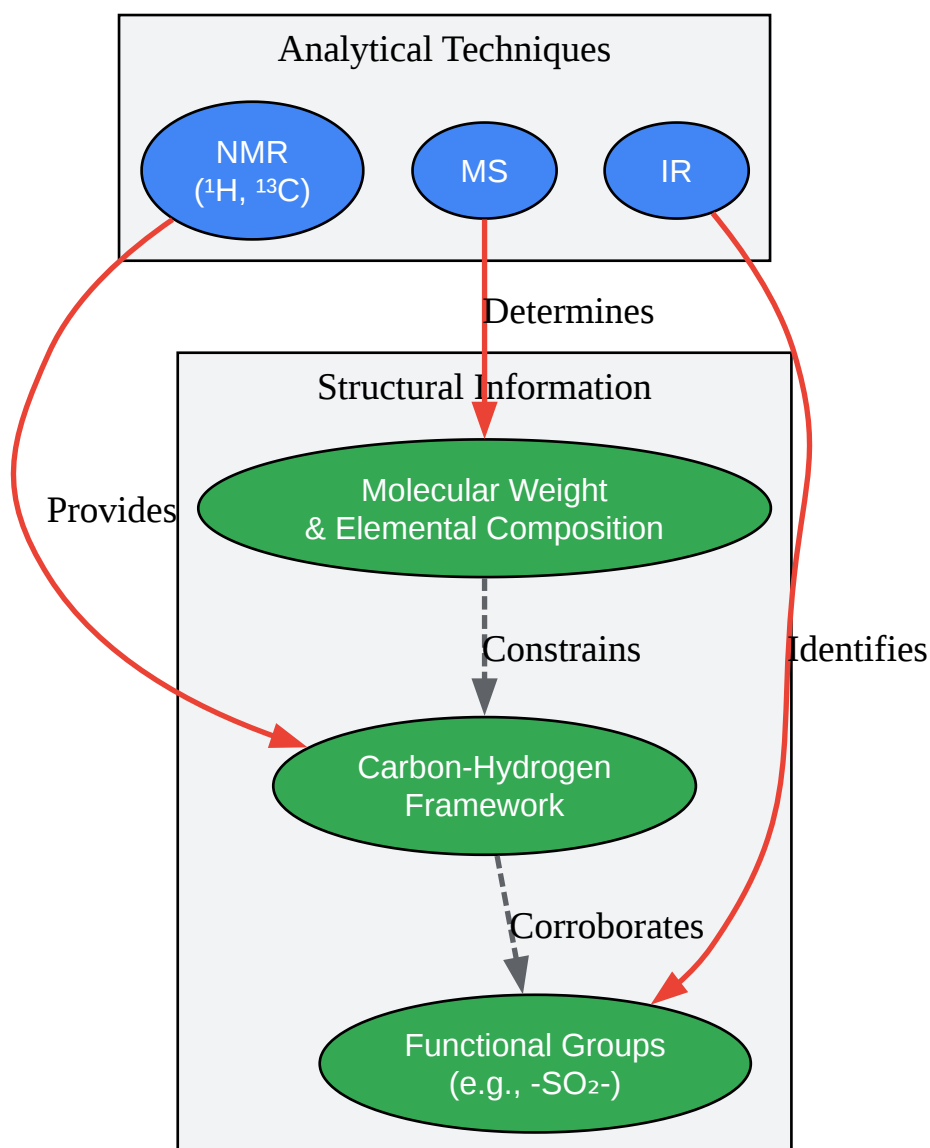 Analytical Techniques
NMR
(¹H, ¹³C)
MS
IR
Determines
Structural Information
Molecular Weight
& Elemental Composition
Provides
Constrains
Identifies
Carbon-Hydrogen
Framework
Corroborates
Functional Groups
(e.g., -SO₂-)